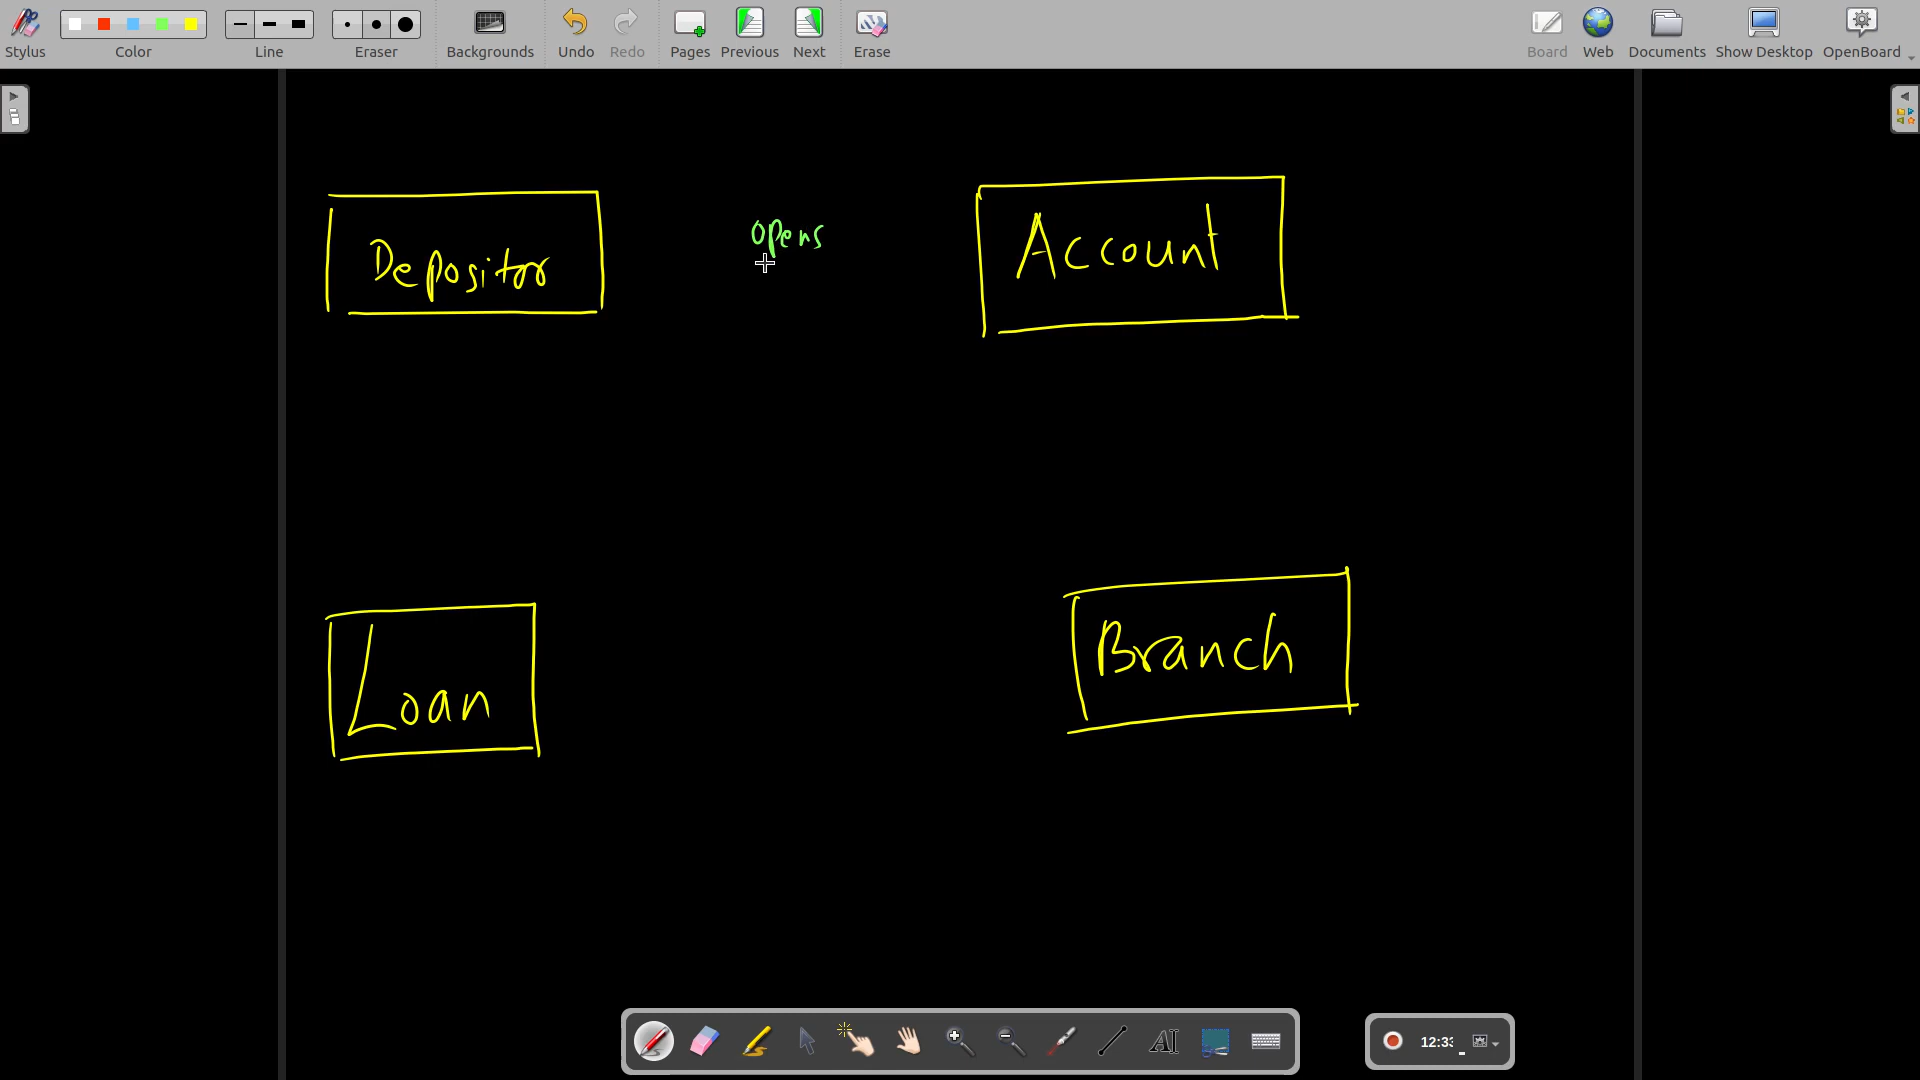 Stylus Color Line Eraser Backgrounds Undo Redo Pages Previous Next Erase Board Web Documents Show Desktop OpenBoard
Depositor opens Account
Loan Branch
AI